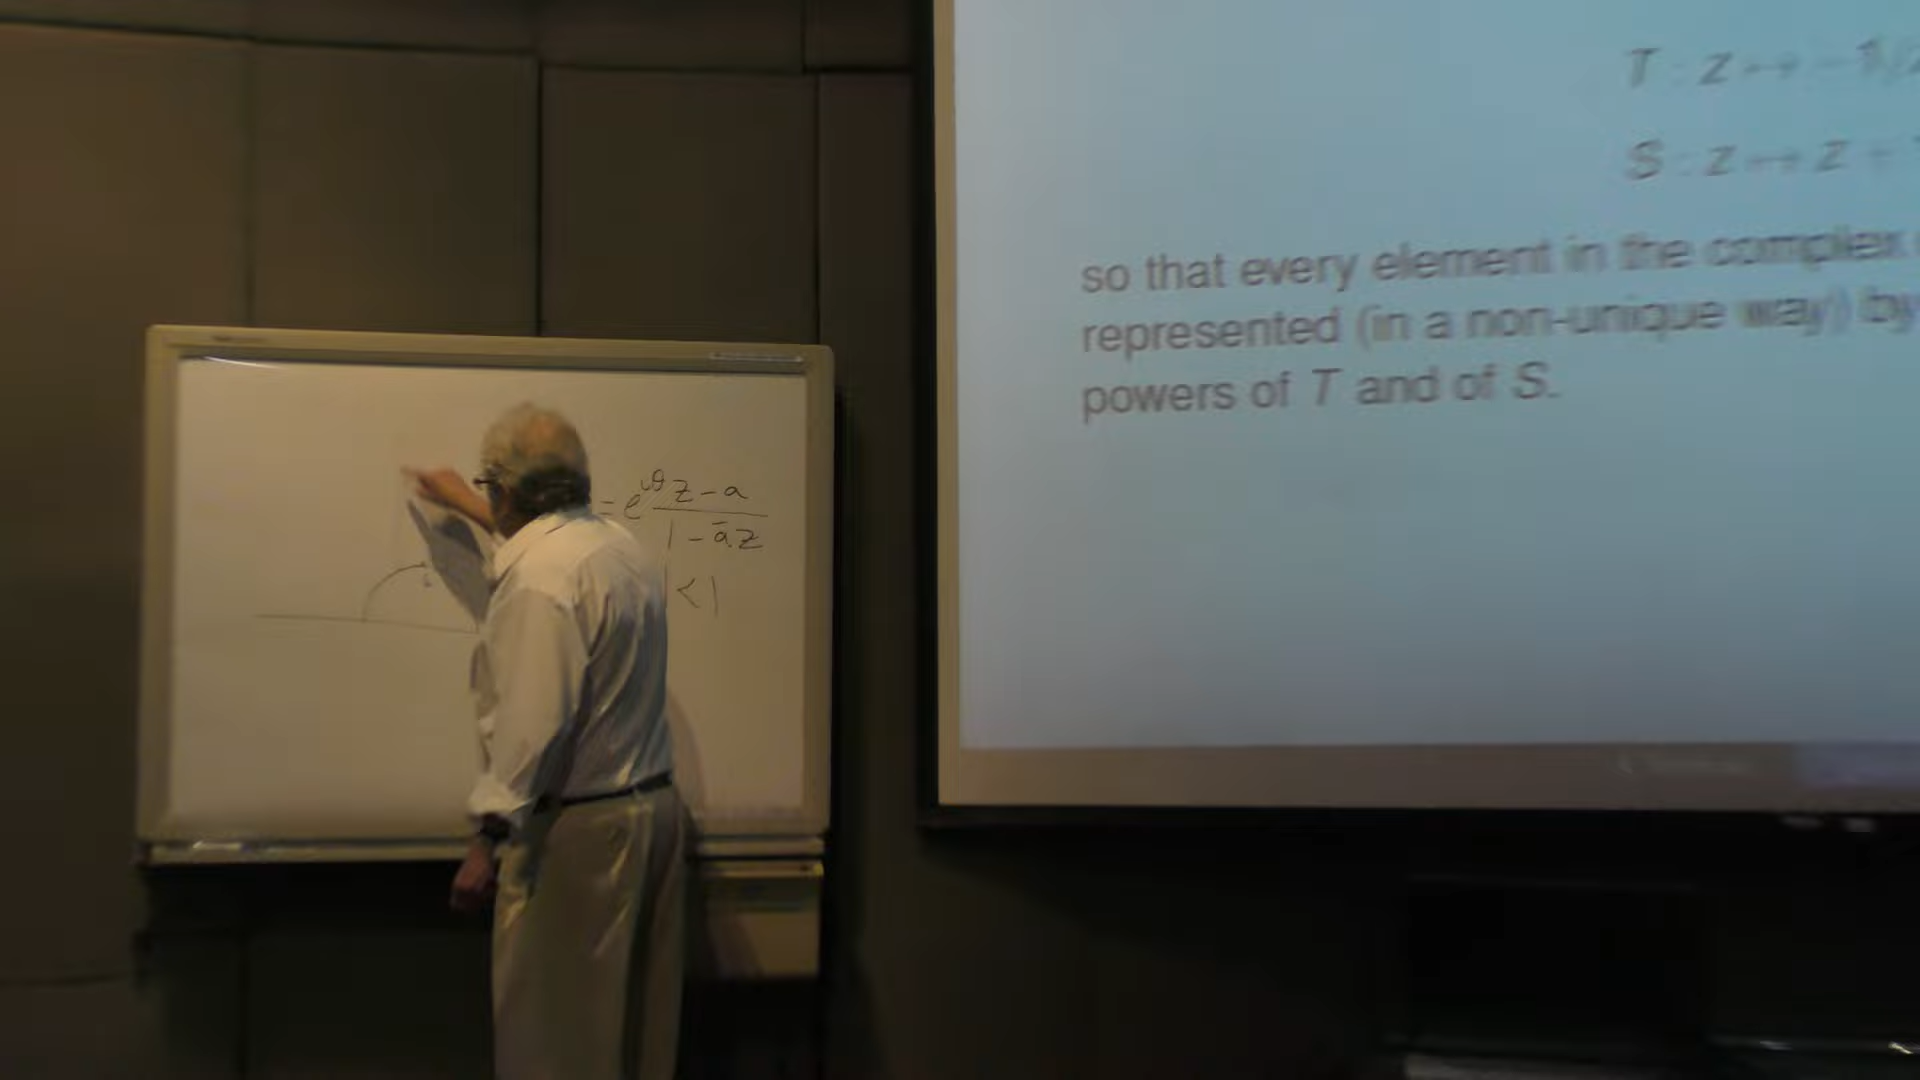 = e^{iθ} z - a
1 - āz
| < 1
T : z ↦ -1/z
S : z ↦ z +
so that every element in the complex
represented (in a non-unique way) by
powers of T and of S.